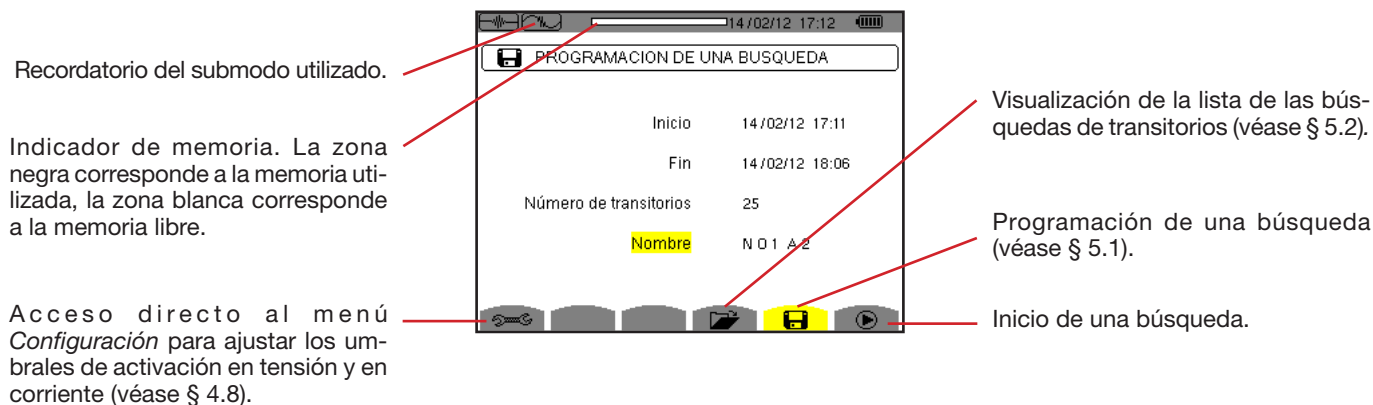 Recordatorio del submodo utilizado.
Indicador de memoria. La zona
negra corresponde a la memoria uti-
lizada, la zona blanca corresponde
a la memoria libre.
Acceso directo al menú
Configuración para ajustar los um-
brales de activación en tensión y en
corriente (véase § 4.8).
14/02/12 17:12
PROGRAMACION DE UNA BUSQUEDA
Inicio 14/02/12 17:11
Fin 14/02/12 18:06
Número de transitorios 25
Nombre N O 1 A 2
Visualización de la lista de las bús-
quedas de transitorios (véase § 5.2).
Programación de una búsqueda
(véase § 5.1).
Inicio de una búsqueda.